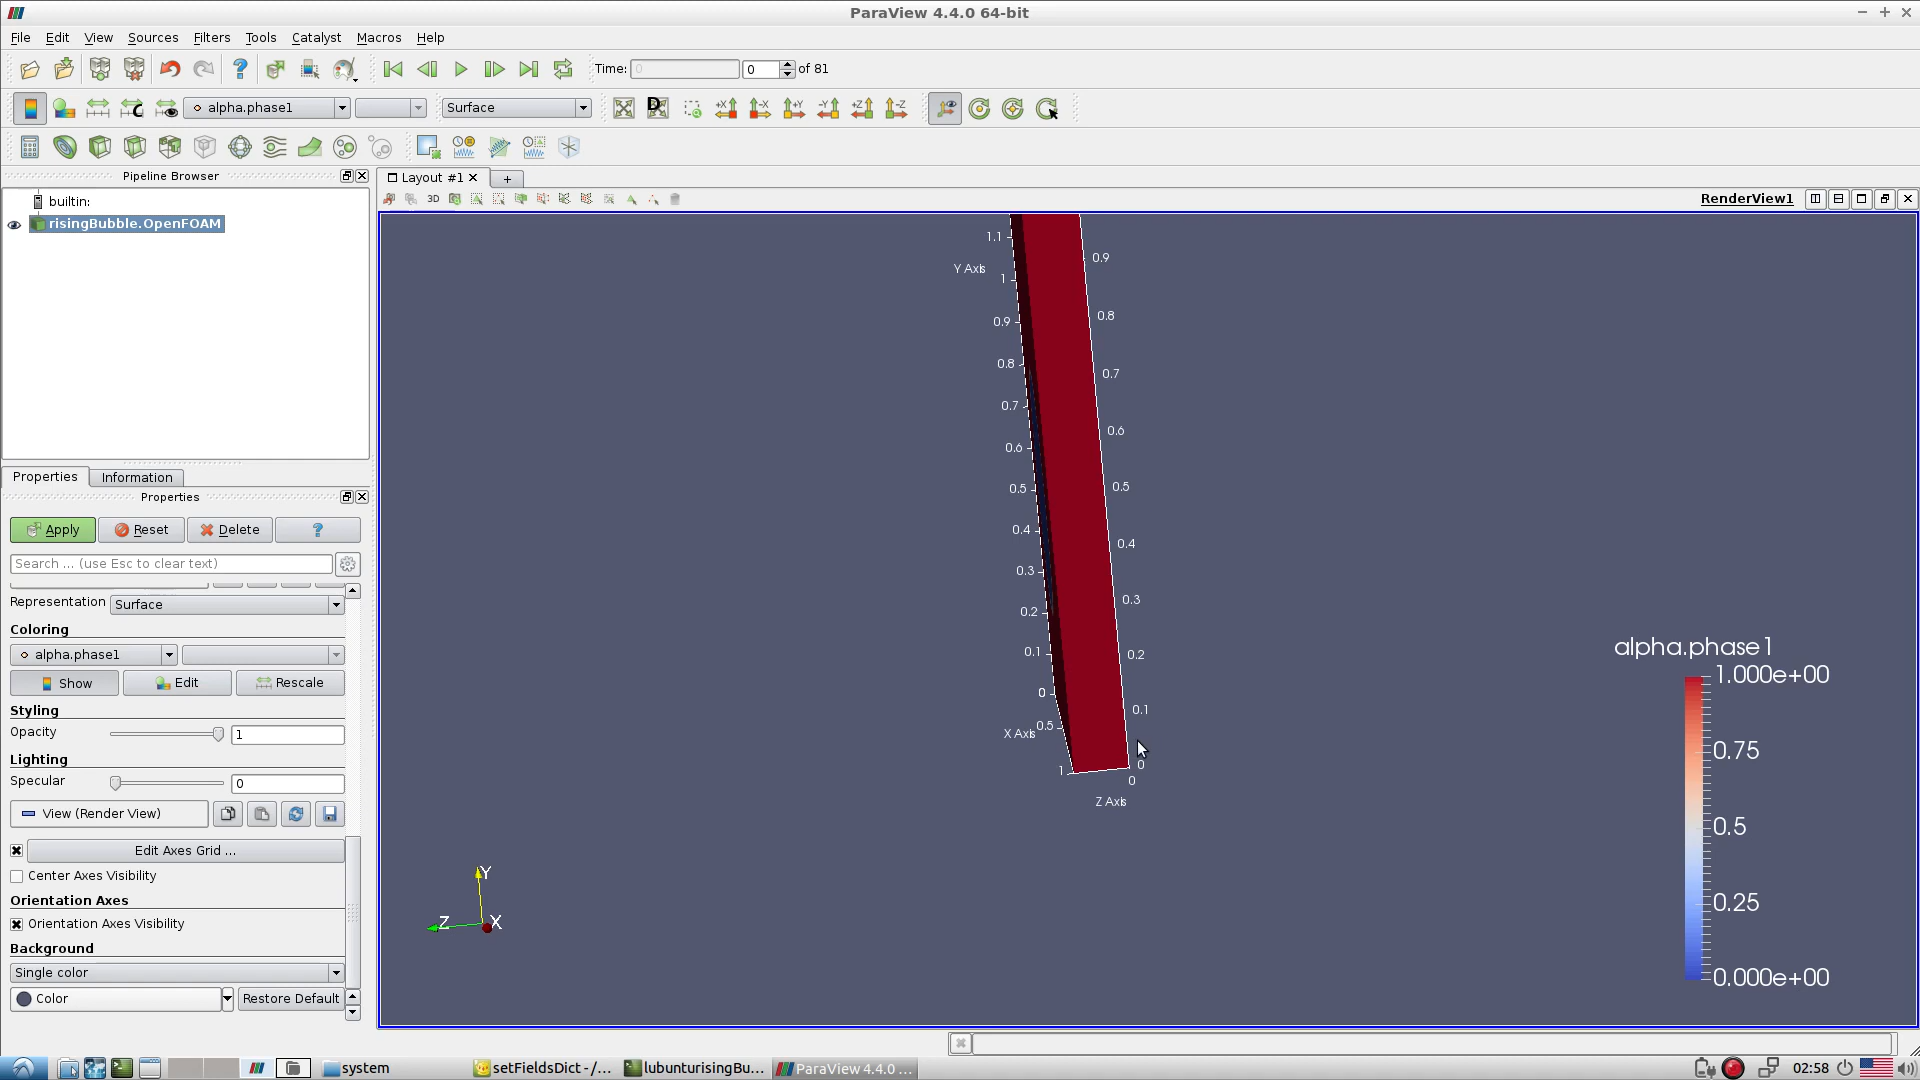 ParaView 4.4.0 64-bit
File Edit View Sources Filters Tools Catalyst Macros Help
Time: 0 0 of 81
alpha.phase1 Surface D +X -X +Y -Y +Z -Z
Pipeline Browser
builtin:
risingBubble.OpenFOAM
Layout #1 +
3D RenderView1
Properties Information
Properties
Apply Reset Delete ?
Search ... (use Esc to clear text)
Representation Surface
Coloring
alpha.phase1
Show Edit Rescale
Styling
Opacity 1
Lighting
Specular 0
View (Render View)
Edit Axes Grid ...
Center Axes Visibility
Orientation Axes
Orientation Axes Visibility
Background
Single color
Color Restore Default
1.1
Y Axis
1
0.9
0.8
0.7
0.6
0.5
0.4
0.3
0.2
0.1
0
0.5
X Axis
1
0.9
0.8
0.7
0.6
0.5
0.4
0.3
0.2
0.1
0
0
Z Axis
Y
Z X
alpha.phase1
1.000e+00
0.75
0.5
0.25
0.000e+00
system setFieldsDict - /... lubunturisingBu... ParaView 4.4.0 ... 02:58